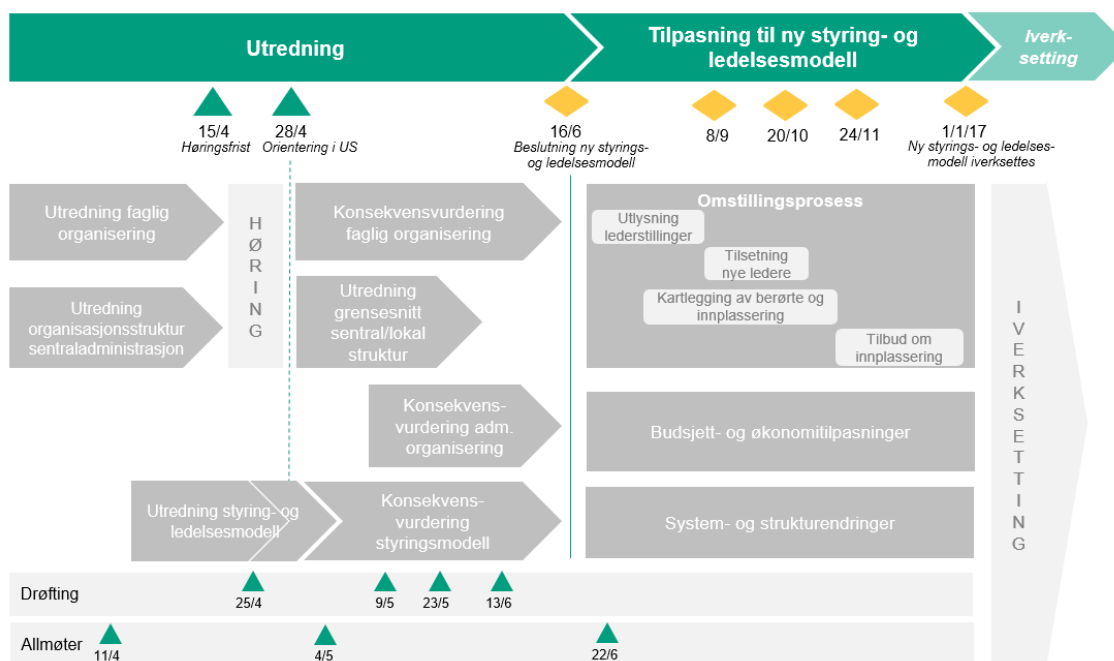 Utredning
Tilpasning til ny styring- og
ledelsesmodell
Iverk-
setting
15/4
Høringsfrist
28/4
Orientering i US
16/6
Beslutning ny styrings-
og ledelsesmodell
8/9
20/10
24/11
1/1/17
Ny styrings- og ledelses-
modell iverksettes
Utredning faglig
organisering
HØRING
Konsekvensvurdering
faglig organisering
Omstillingsprosess
Utlysning
lederstillinger
Tilsetning
nye ledere
Kartlegging av berørte og
innplassering
Tilbud om
innplassering
Utredning
organisasjonsstruktur
sentraladministrasjon
Utredning
grensesnitt
sentral/lokal
struktur
IVERKSETTING
Konsekvens-
vurdering adm.
organisering
Budsjett- og økonomitilpasninger
Utredning styring- og
ledelsesmodell
Konsekvens-
vurdering
styringsmodell
System- og strukturendringer
Drøfting
25/4
9/5
23/5
13/6
Allmøter
11/4
4/5
22/6